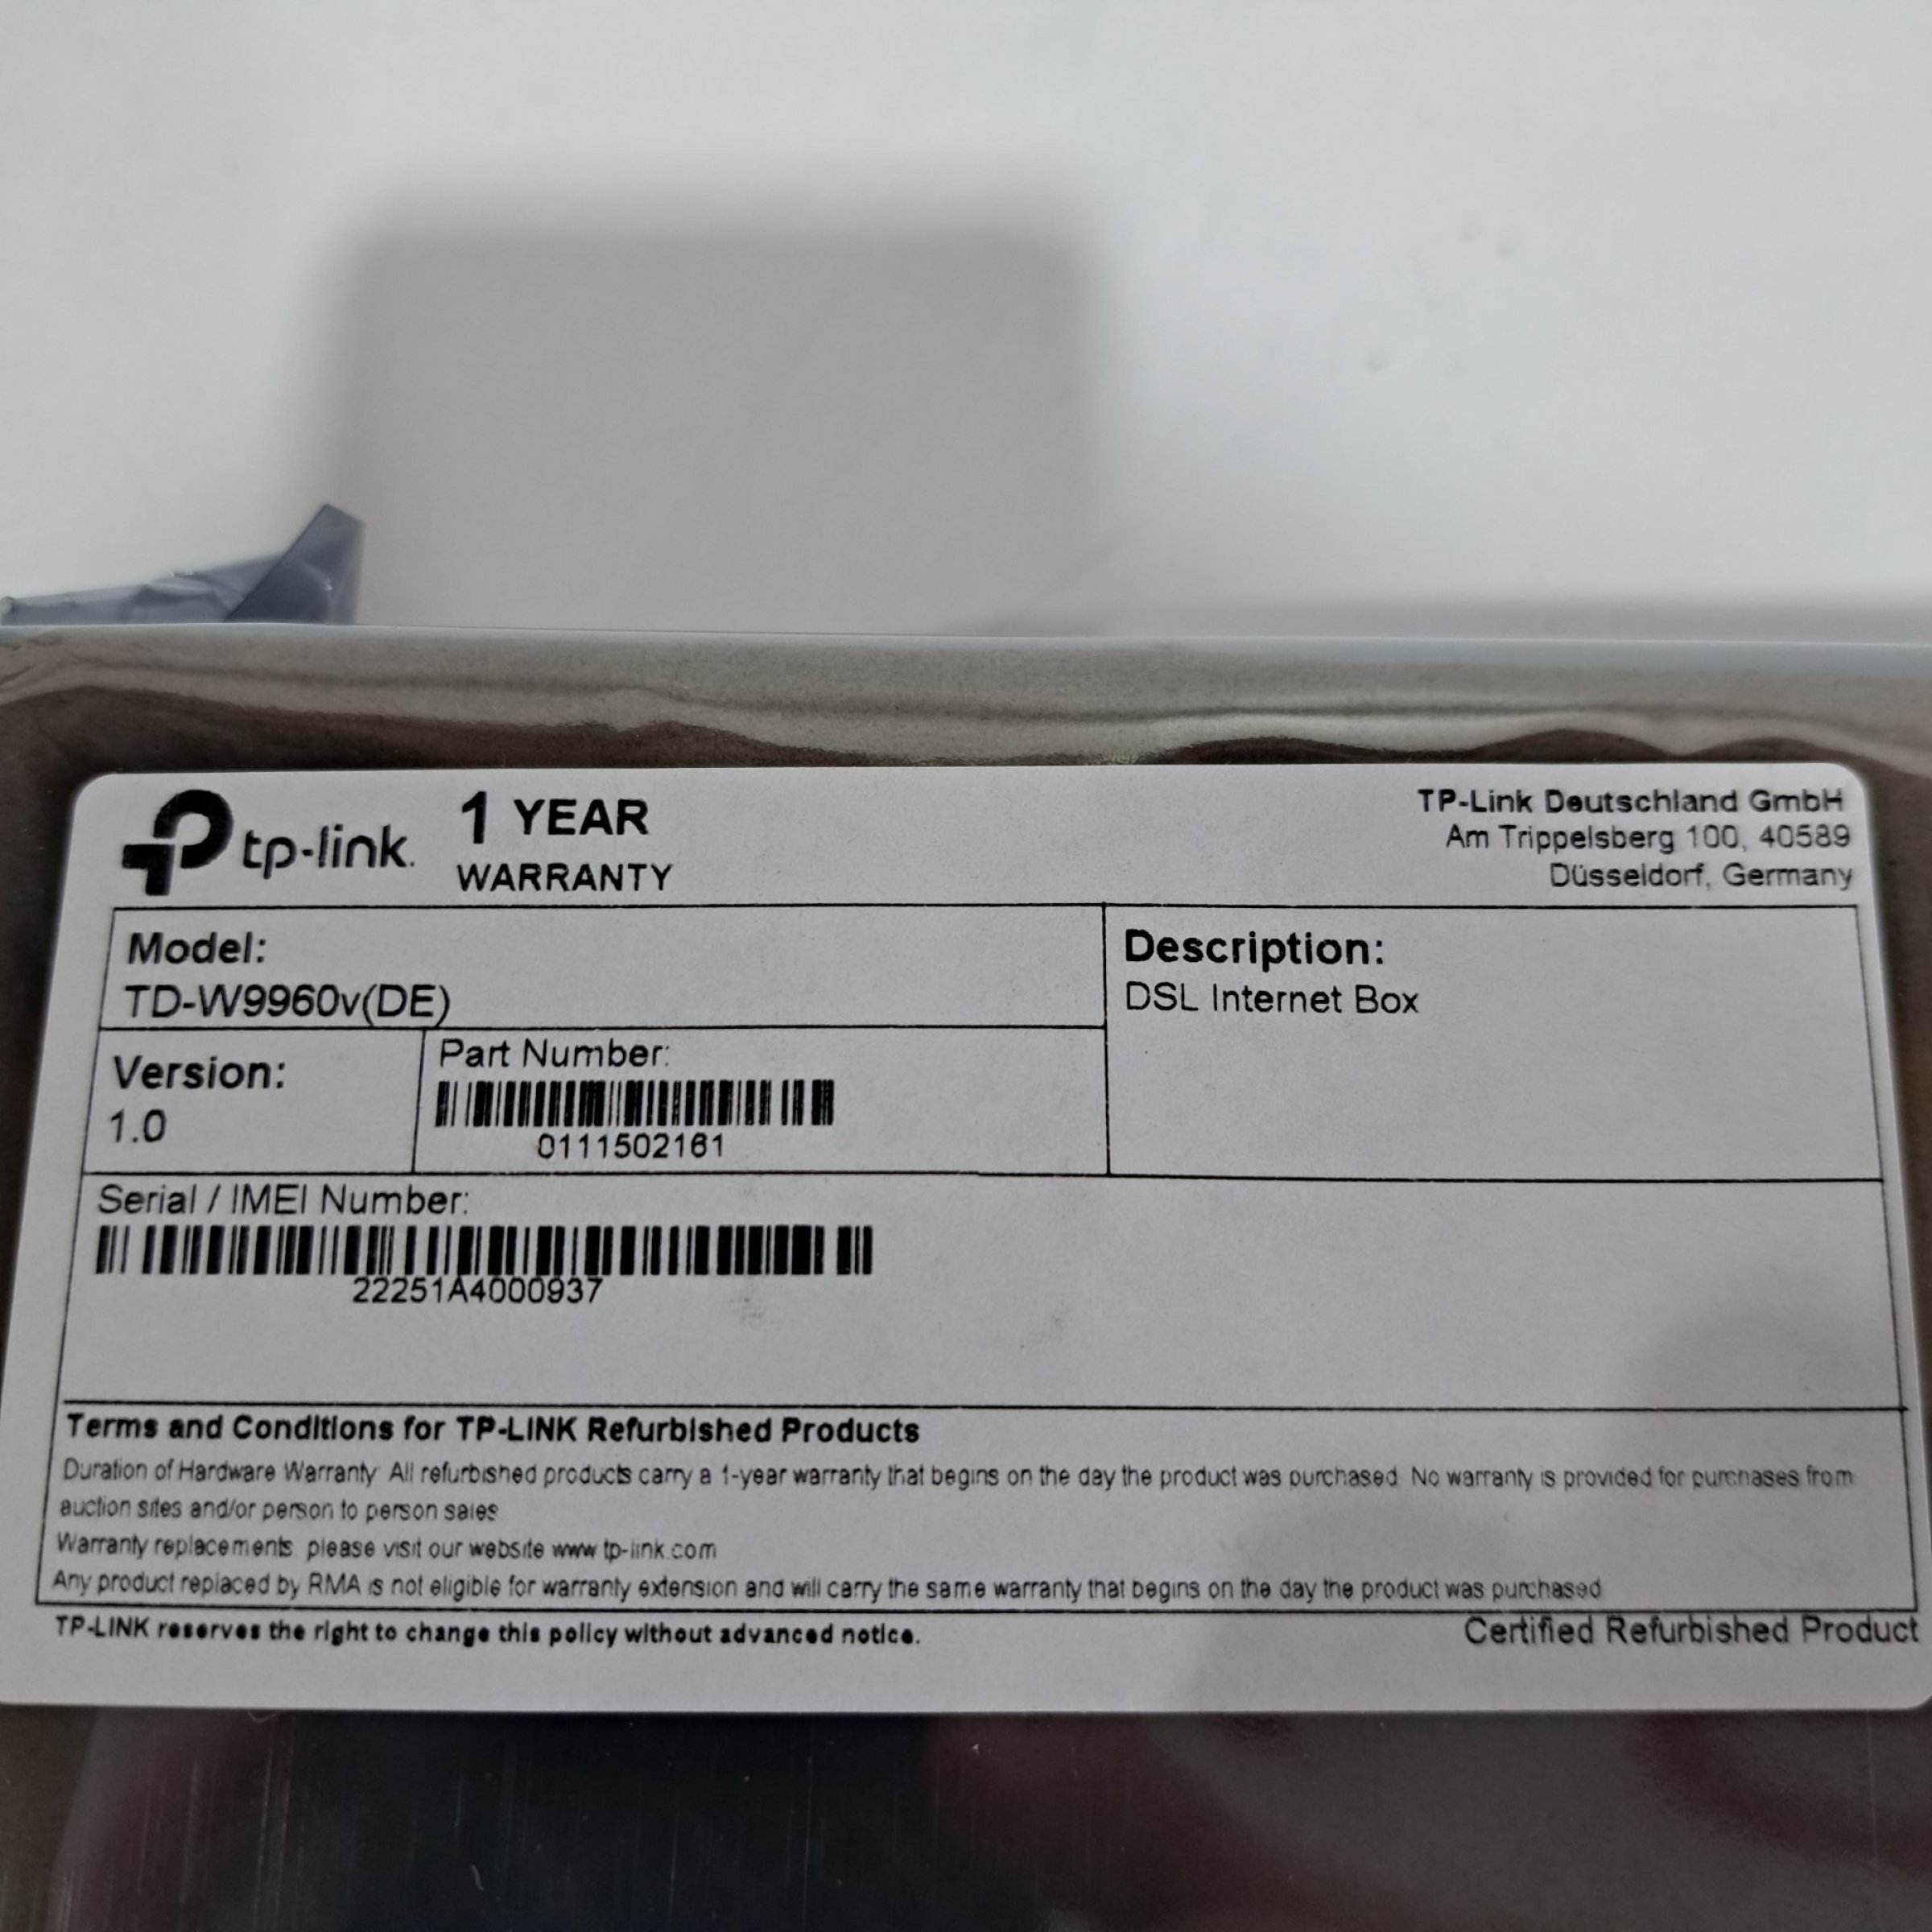 tp-link
1 YEAR
WARRANTY
TP-Link Deutschland GmbH
Am Trippelsberg 100, 40589
Düsseldorf, Germany
Model:
TD-W9960v(DE)
Description:
DSL Internet Box
Version:
1.0
Part Number:
0111502161
Serial / IMEI Number:
22251A4000937
Terms and Conditions for TP-LINK Refurbished Products
Duration of Hardware Warranty: All refurbished products carry a 1-year warranty that begins on the day the product was purchased. No warranty is provided for purchases from
auction sites and/or person to person sales.
Warranty replacements: please visit our website www.tp-link.com
Any product replaced by RMA is not eligible for warranty extension and will carry the same warranty that begins on the day the product was purchased.
TP-LINK reserves the right to change this policy without advanced notice.
Certified Refurbished Product